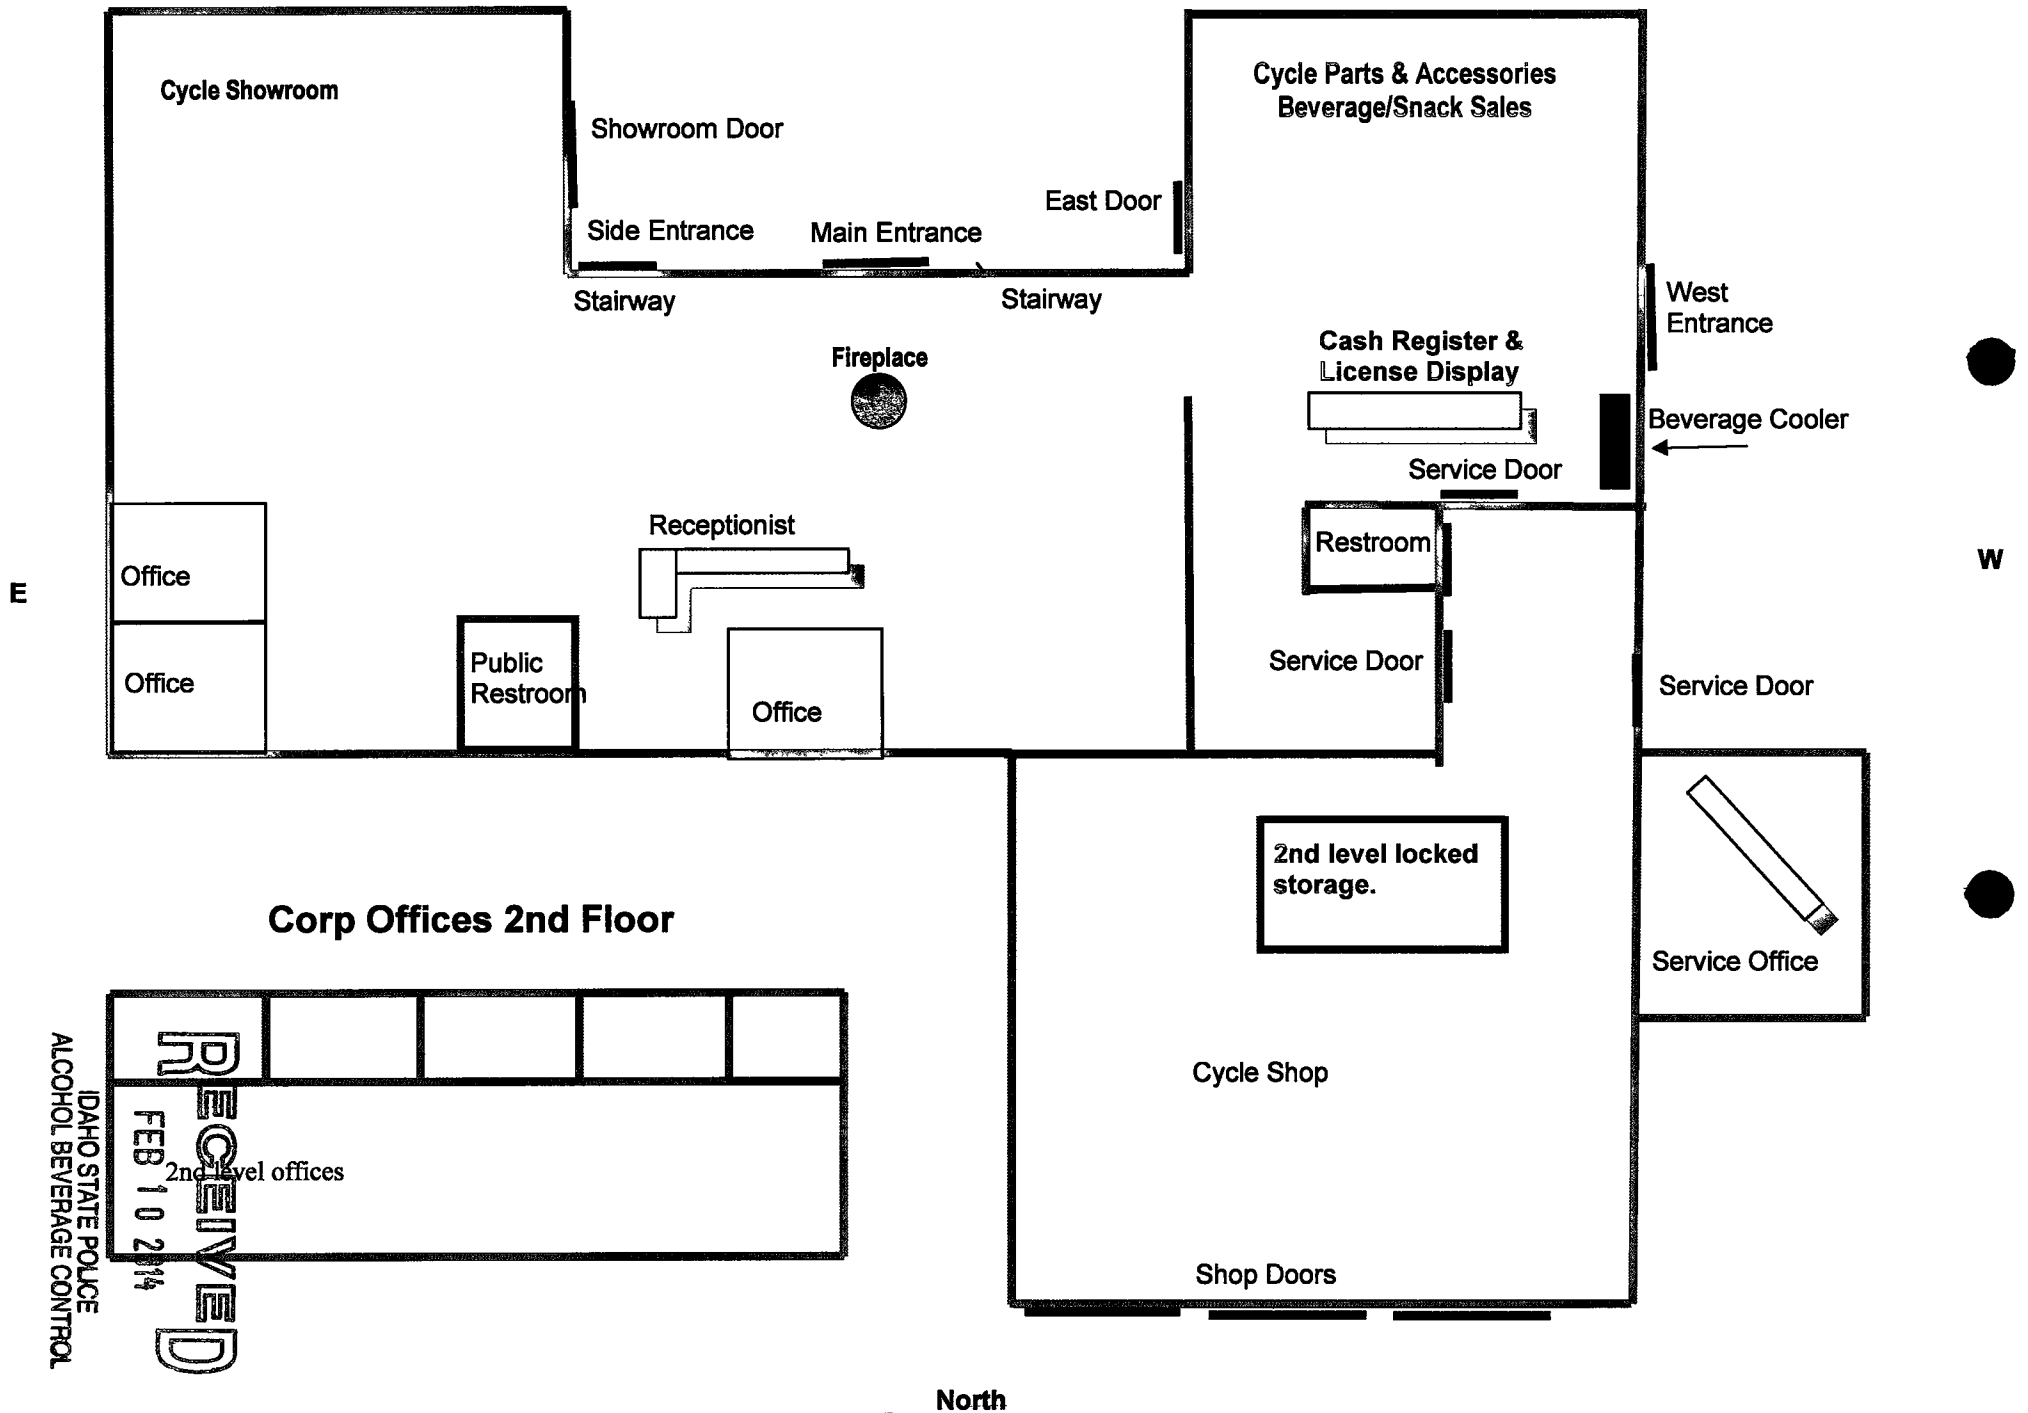 Cycle Showroom
Cycle Parts & Accessories
Beverage/Snack Sales
Showroom Door
East Door
Side Entrance
Main Entrance
Stairway
Stairway
West
Entrance
Fireplace
Cash Register &
License Display
Beverage Cooler
Service Door
Receptionist
Restroom
Office
E
W
Public
Restroom
Service Door
Office
Service Door
Office
2nd level locked
storage.
Corp Offices 2nd Floor
Service Office
Cycle Shop
2nd level offices
RECEIVED
FEB 10 2014
IDAHO STATE POLICE
ALCOHOL BEVERAGE CONTROL
Shop Doors
North